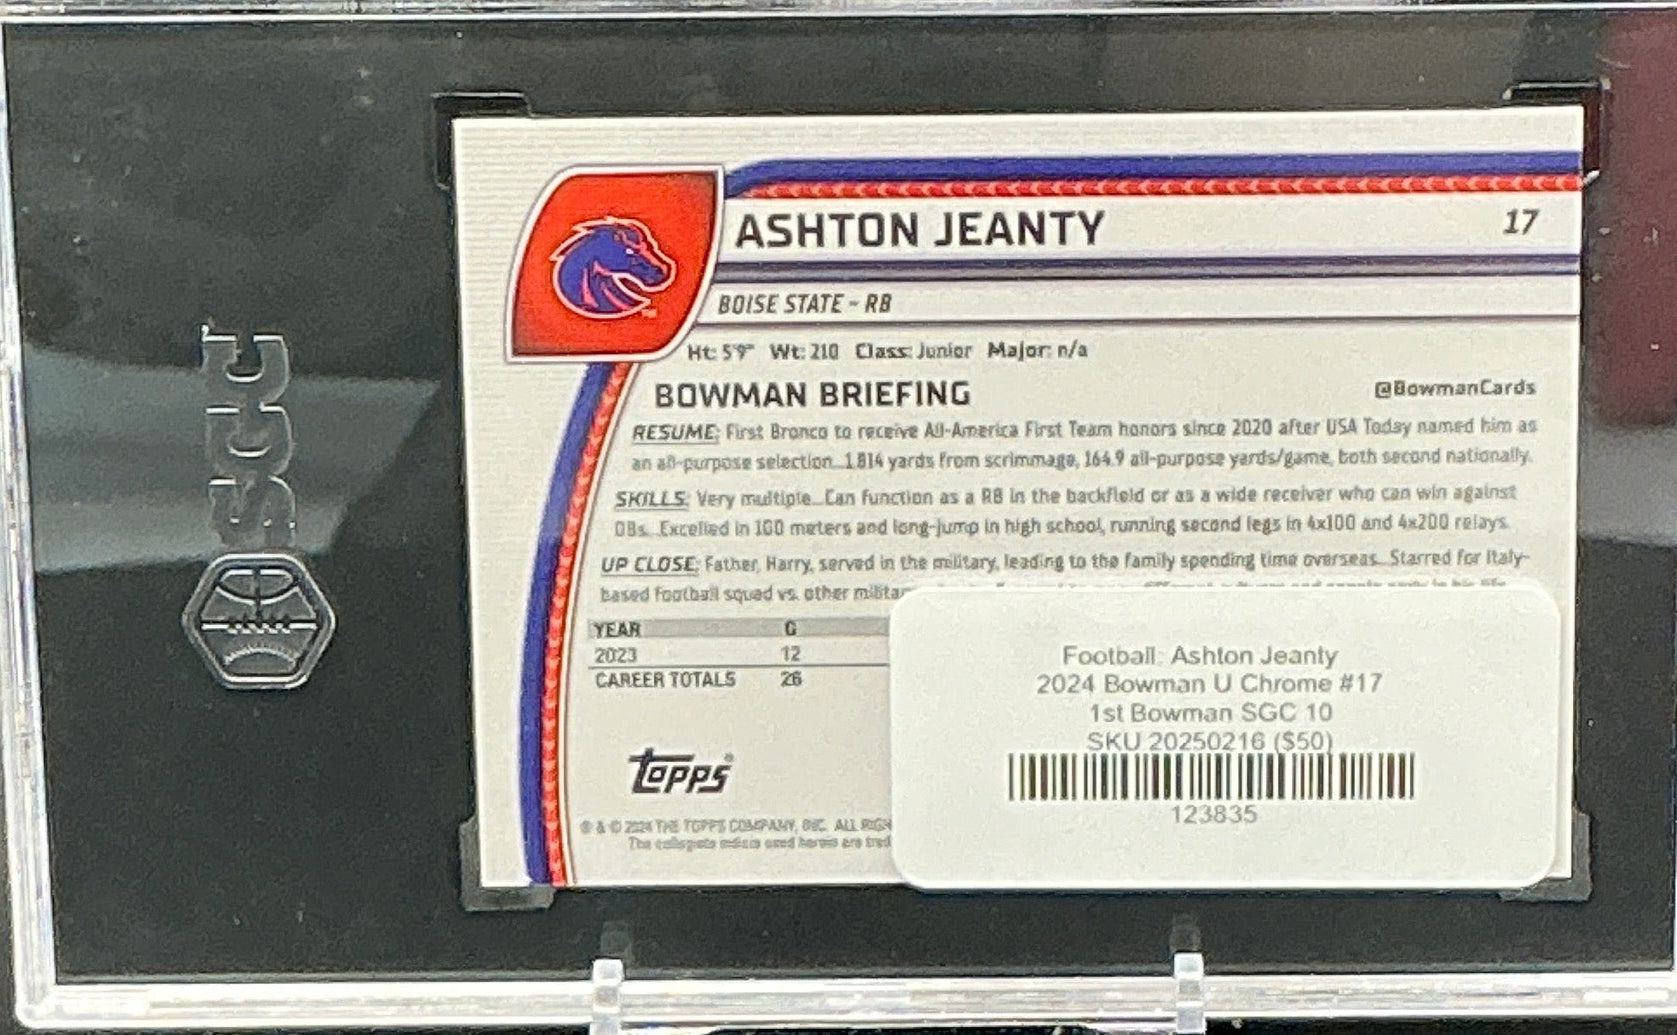 SGC
ASHTON JEANTY
17
BOISE STATE - RB
Ht: 5'9" Wt: 210 Class: Junior Major: n/a
BOWMAN BRIEFING
@BowmanCards
RESUME: First Bronco to receive All-America First Team honors since 2020 after USA Today named him as
an all-purpose selection...1,814 yards from scrimmage, 164.9 all-purpose yards/game, both second nationally.
SKILLS: Very multiple...Can function as a RB in the backfield or as a wide receiver who can win against
DBs...Excelled in 100 meters and long-jump in high school, running second legs in 4x100 and 4x200 relays.
UP CLOSE: Father, Harry, served in the military, leading to the family spending time overseas...Starred for Italy-
based football squad vs. other
YEAR G
2023 12
CAREER TOTALS 26
Topps
® & © 2024 THE TOPPS COMPANY, INC. ALL
The collegiate indicia used herein are
Football: Ashton Jeanty
2024 Bowman U Chrome #17
1st Bowman SGC 10
SKU 20250216 ($50)
123835